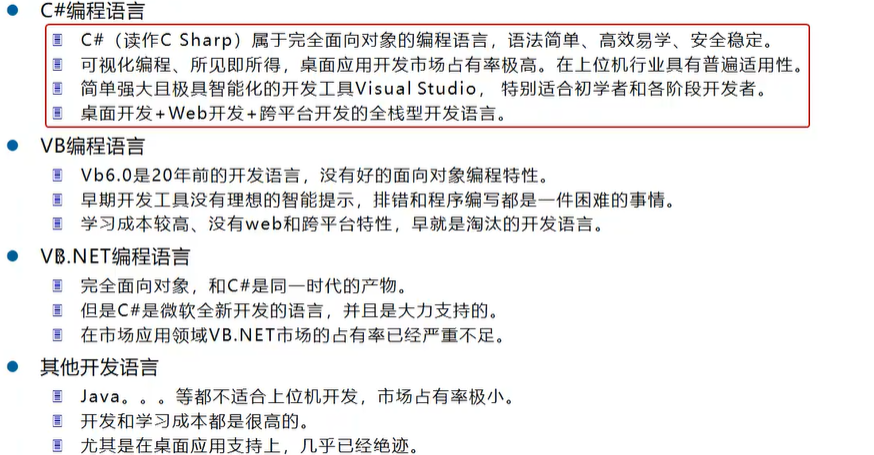 C#编程语言
C#（读作C Sharp）属于完全面向对象的编程语言，语法简单、高效易学、安全稳定。
可视化编程、所见即所得，桌面应用开发市场占有率极高。在上位机行业具有普遍适用性。
简单强大且极具智能化的开发工具Visual Studio， 特别适合初学者和各阶段开发者。
桌面开发+Web开发+跨平台开发的全栈型开发语言。
VB编程语言
Vb6.0是20年前的开发语言，没有好的面向对象编程特性。
早期开发工具没有理想的智能提示，排错和程序编写都是一件困难的事情。
学习成本较高、没有web和跨平台特性，早就是淘汰的开发语言。
VB.NET编程语言
完全面向对象，和C#是同一时代的产物。
但是C#是微软全新开发的语言，并且是大力支持的。
在市场应用领域VB.NET市场的占有率已经严重不足。
其他开发语言
Java。。。等都不适合上位机开发，市场占有率极小。
开发和学习成本都是很高的。
尤其是在桌面应用支持上，几乎已经绝迹。